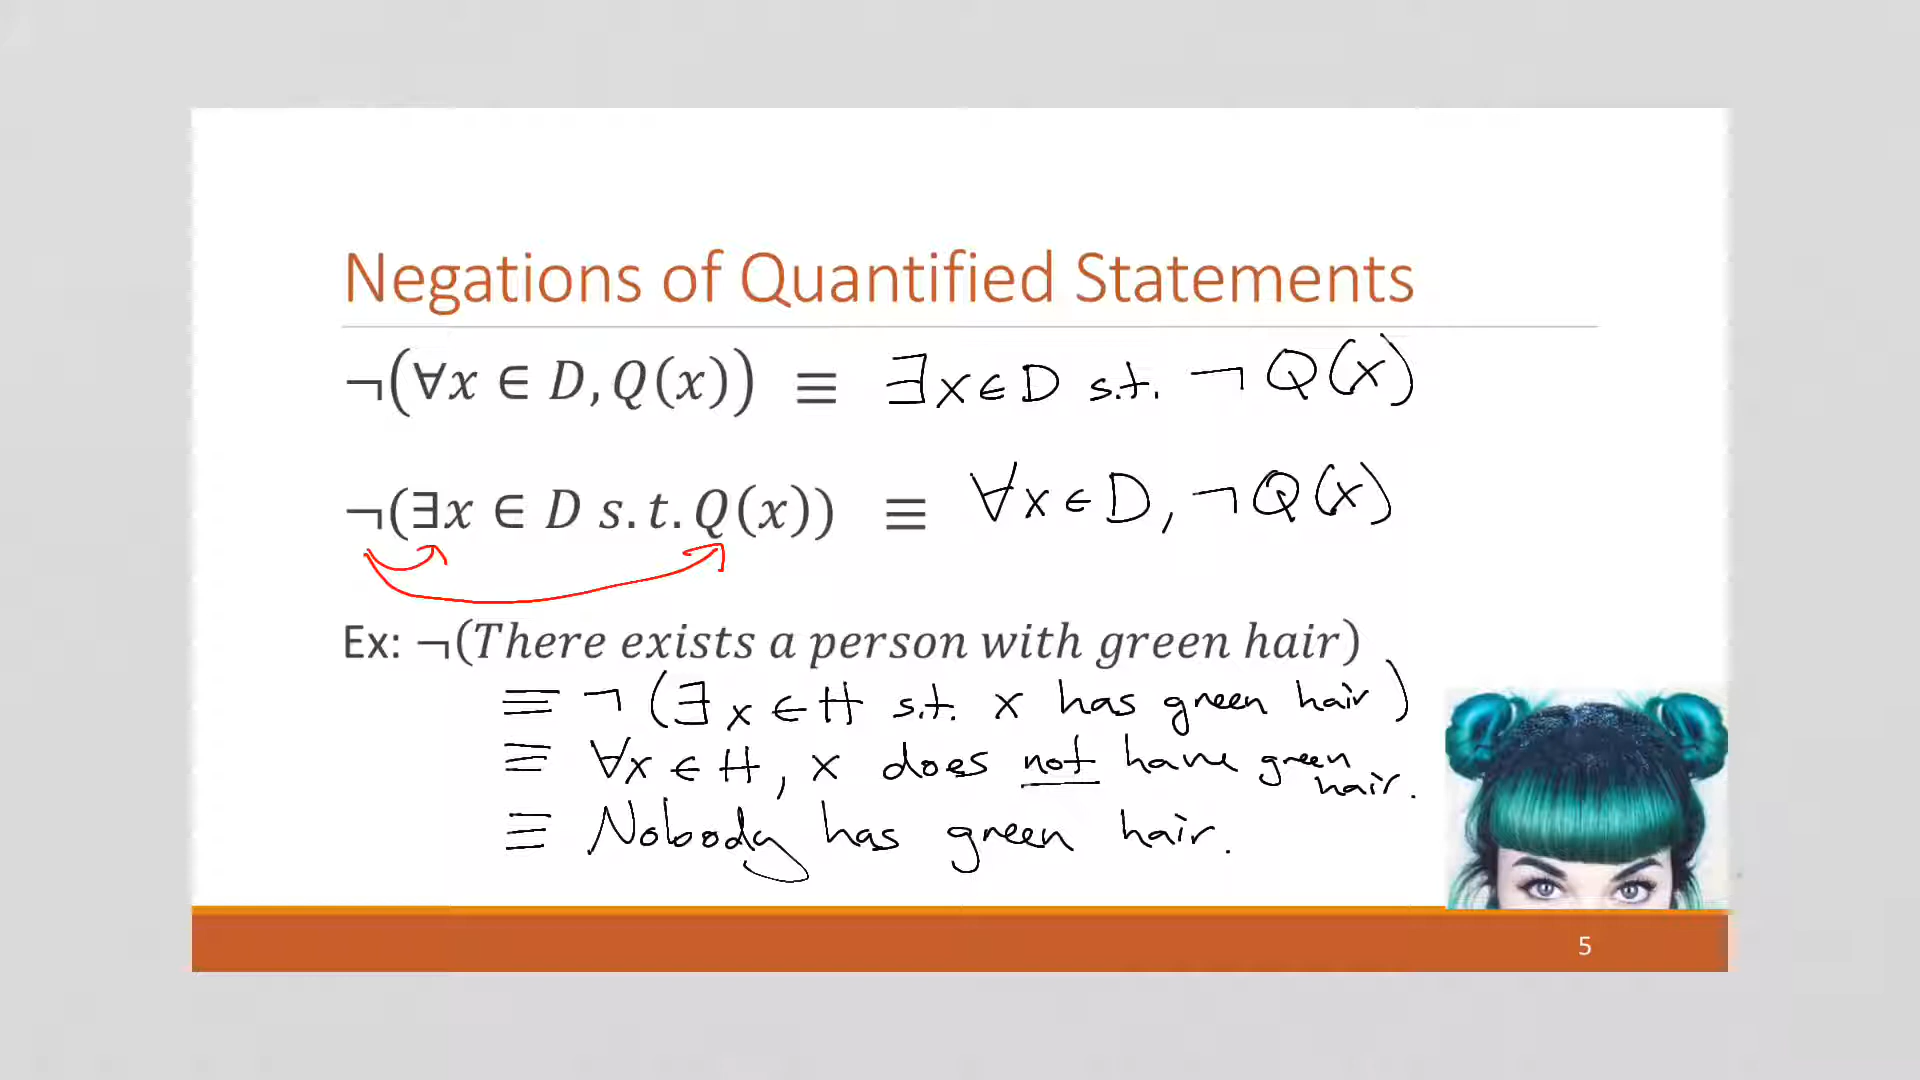 Negations of Quantified Statements
¬(∀x ∈ D, Q(x)) ≡ ∃x∈D s.t. ¬Q(x)
¬(∃x ∈ D s.t. Q(x)) ≡ ∀x∈D, ¬Q(x)
Ex: ¬(There exists a person with green hair)
≡ ¬(∃x∈H s.t. x has green hair)
≡ ∀x∈H, x does not have green hair.
≡ Nobody has green hair.
5